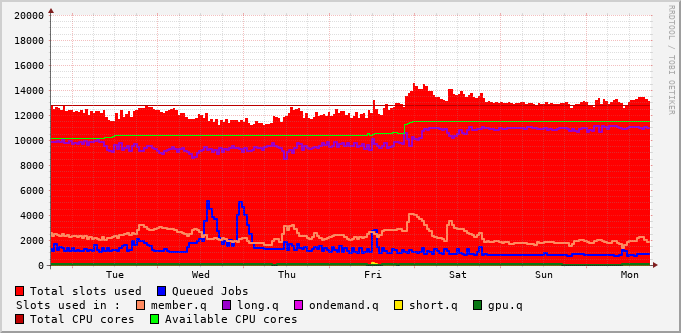 20000
18000
16000
14000
12000
10000
8000
6000
4000
2000
0
Tue Wed Thu Fri Sat Sun Mon
RRDTOOL / TOBI OETIKER
Total slots used Queued Jobs
Slots used in : member.q long.q ondemand.q short.q gpu.q
Total CPU cores Available CPU cores